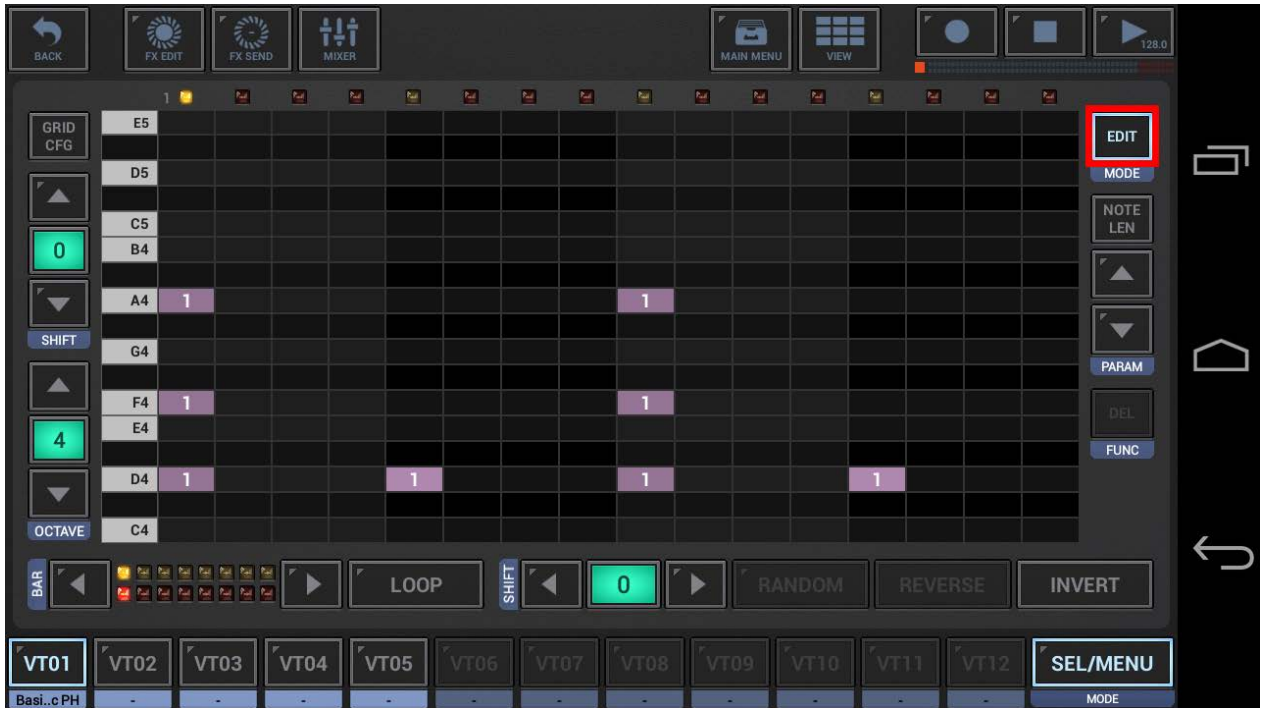 BACK
FX EDIT
FX SEND
MIXER
MAIN MENU
VIEW
128.0
1
GRID
CFG
E5
D5
C5
B4
A4 1 1
G4
F4 1 1
E4
D4 1 1 1 1
C4
0
SHIFT
4
OCTAVE
EDIT
MODE
NOTE
LEN
PARAM
DEL
FUNC
BAR
LOOP
SHIFT
0
RANDOM
REVERSE
INVERT
VT01 VT02 VT03 VT04 VT05 VT06 VT07 VT08 VT09 VT10 VT11 VT12 SEL/MENU
Basi..c PH - - - - - - - - - - - MODE